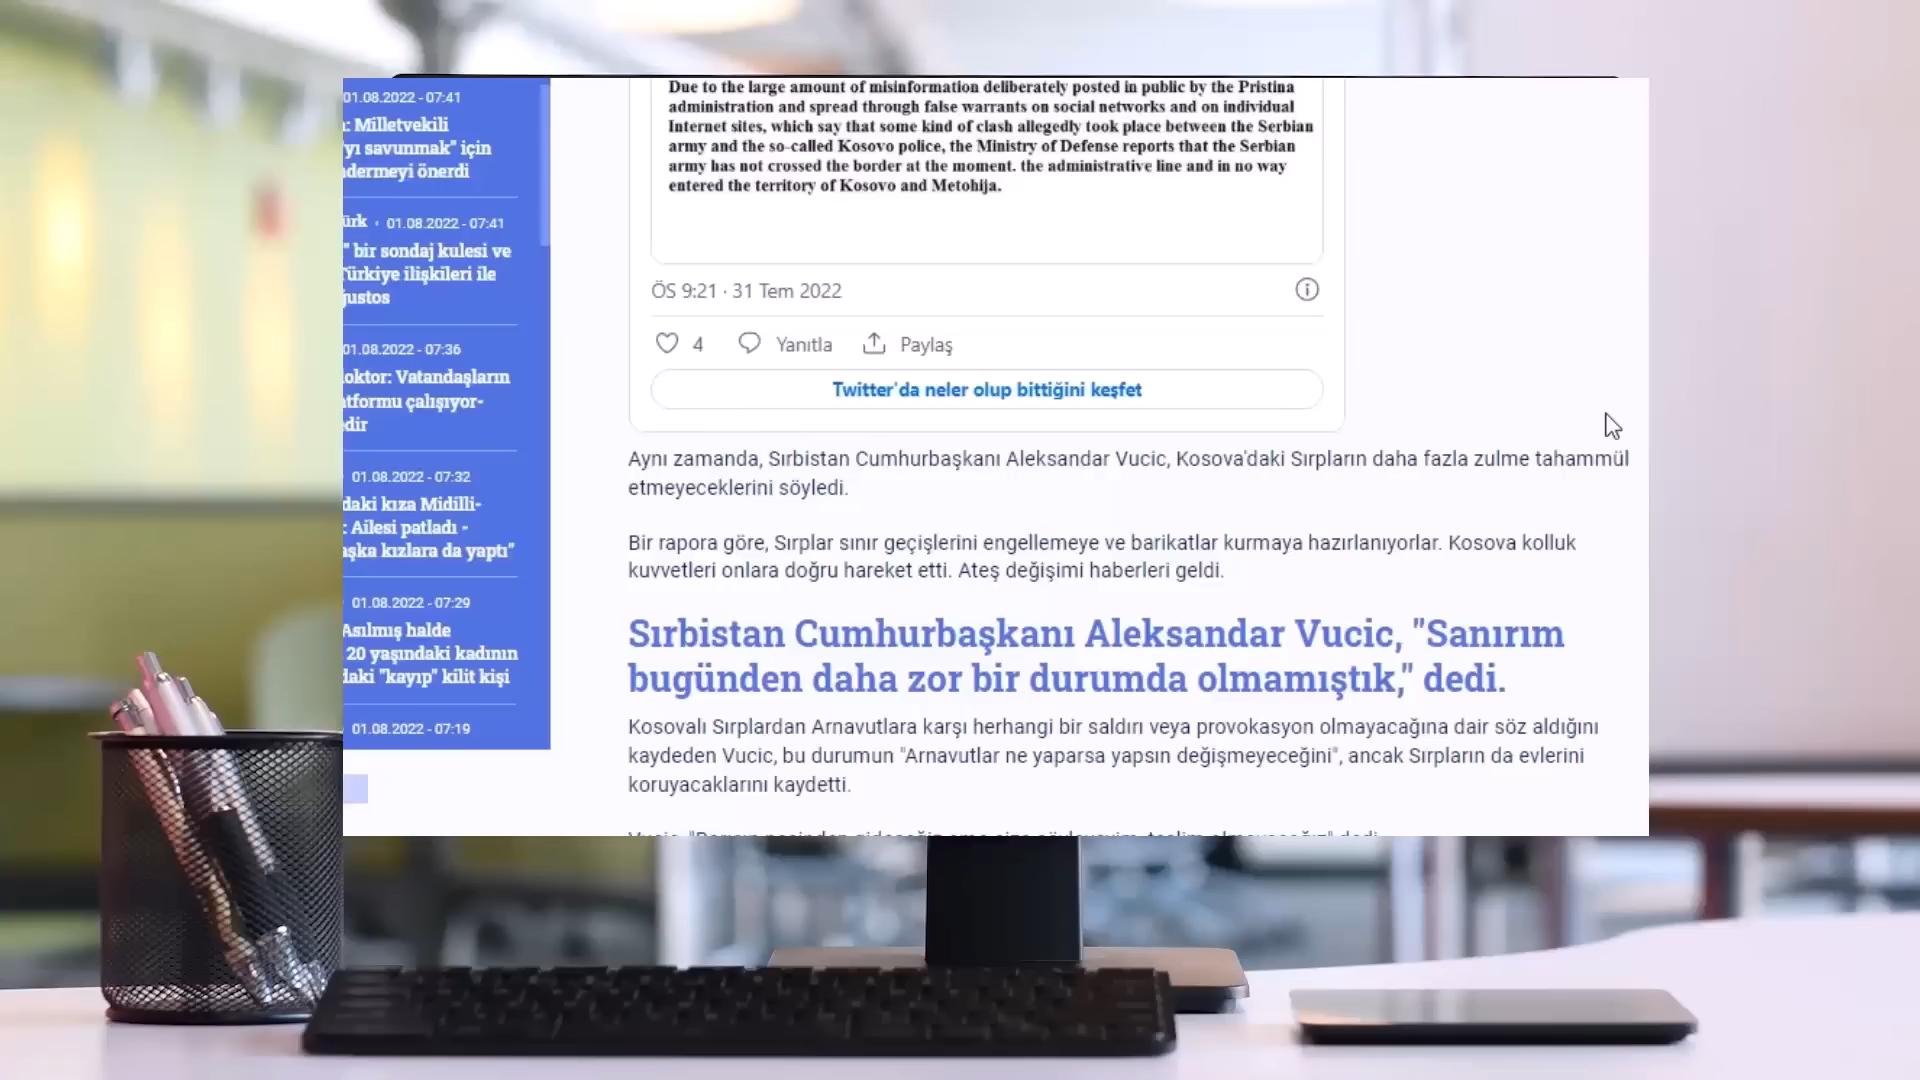 01.08.2022 - 07:41
: Milletvekili
'yı savunmak" için
dermeyi önerdi
ürk · 01.08.2022 - 07:41
" bir sondaj kulesi ve
Türkiye ilişkileri ile
ğustos
01.08.2022 - 07:36
oktor: Vatandaşların
tformu çalışıyor-
dir
01.08.2022 - 07:32
daki kıza Midilli-
: Ailesi patladı -
aşka kızlara da yaptı"
01.08.2022 - 07:29
Asılmış halde
20 yaşındaki kadının
daki "kayıp" kilit kişi
01.08.2022 - 07:19
Due to the large amount of misinformation deliberately posted in public by the Pristina
administration and spread through false warrants on social networks and on individual
Internet sites, which say that some kind of clash allegedly took place between the Serbian
army and the so-called Kosovo police, the Ministry of Defense reports that the Serbian
army has not crossed the border at the moment. the administrative line and in no way
entered the territory of Kosovo and Metohija.
ÖS 9:21 · 31 Tem 2022
4 Yanıtla Paylaş
Twitter'da neler olup bittiğini keşfet
Aynı zamanda, Sırbistan Cumhurbaşkanı Aleksandar Vucic, Kosova'daki Sırpların daha fazla zulme tahammül
etmeyeceklerini söyledi.
Bir rapora göre, Sırplar sınır geçişlerini engellemeye ve barikatlar kurmaya hazırlanıyorlar. Kosova kolluk
kuvvetleri onlara doğru hareket etti. Ateş değişimi haberleri geldi.
Sırbistan Cumhurbaşkanı Aleksandar Vucic, "Sanırım
bugünden daha zor bir durumda olmamıştık," dedi.
Kosovalı Sırplardan Arnavutlara karşı herhangi bir saldırı veya provokasyon olmayacağına dair söz aldığını
kaydeden Vucic, bu durumun "Arnavutlar ne yaparsa yapsın değişmeyeceğini", ancak Sırpların da evlerini
koruyacaklarını kaydetti.